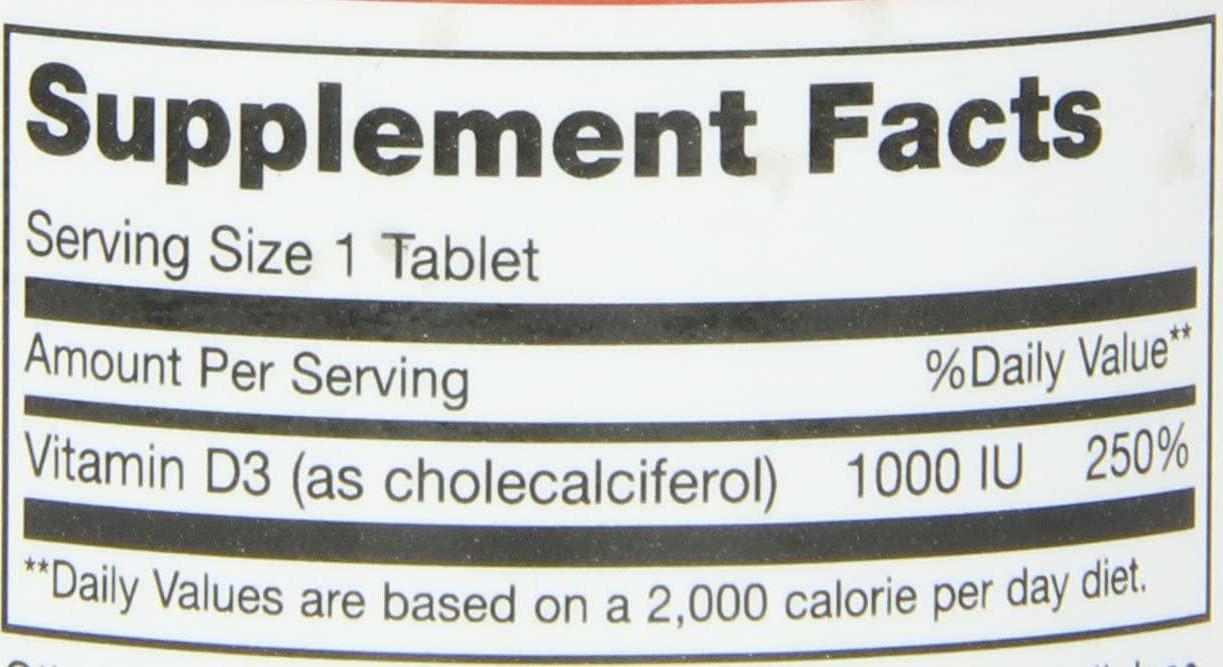 Supplement Facts
Serving Size 1 Tablet
Amount Per Serving %Daily Value**
Vitamin D3 (as cholecalciferol) 1000 IU 250%
**Daily Values are based on a 2,000 calorie per day diet.